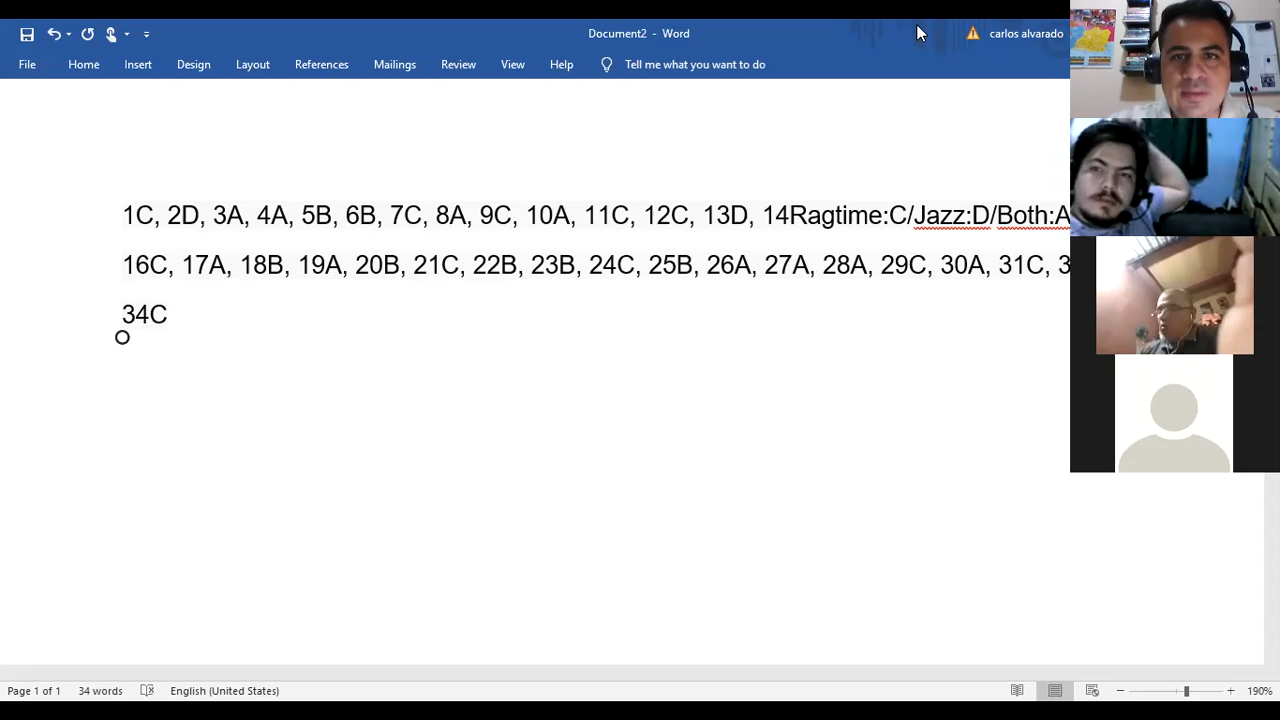 Document2 - Word
carlos alvarado
File Home Insert Design Layout References Mailings Review View Help Tell me what you want to do
1C, 2D, 3A, 4A, 5B, 6B, 7C, 8A, 9C, 10A, 11C, 12C, 13D, 14Ragtime:C/Jazz:D/Both:A
16C, 17A, 18B, 19A, 20B, 21C, 22B, 23B, 24C, 25B, 26A, 27A, 28A, 29C, 30A, 31C, 3
34C
Page 1 of 1 34 words English (United States) 190%